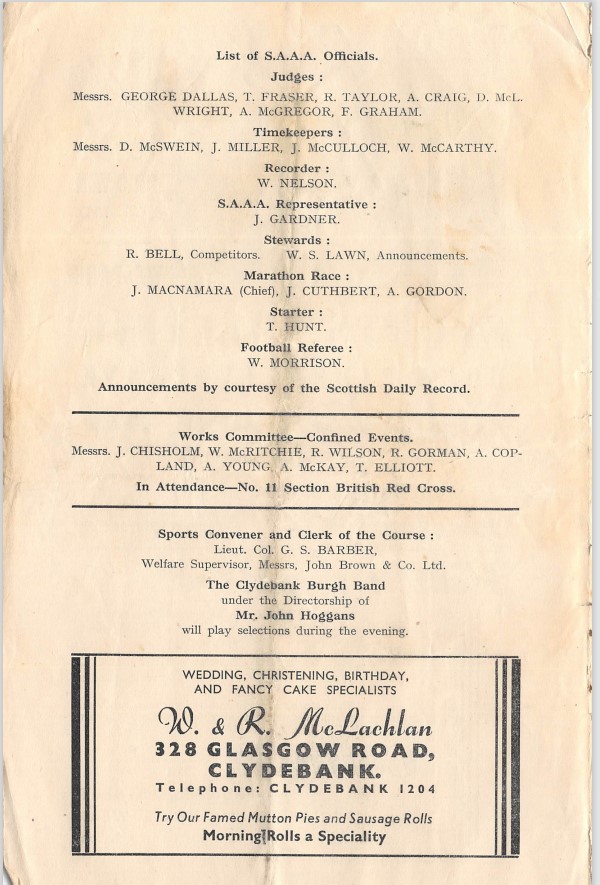 List of S.A.A.A. Officials.
Judges :
Messrs. GEORGE DALLAS, T. FRASER, R. TAYLOR, A. CRAIG, D. McL.
WRIGHT, A. McGREGOR, F. GRAHAM.
Timekeepers :
Messrs. D. McSWEIN, J. MILLER, J. McCULLOCH, W. McCARTHY.
Recorder :
W. NELSON.
S.A.A.A. Representative :
J. GARDNER.
Stewards :
R. BELL, Competitors. W. S. LAWN, Announcements.
Marathon Race :
J. MACNAMARA (Chief), J. CUTHBERT, A. GORDON.
Starter :
T. HUNT.
Football Referee :
W. MORRISON.
Announcements by courtesy of the Scottish Daily Record.
Works Committee—Confined Events.
Messrs. J. CHISHOLM, W. McRITCHIE, R. WILSON, R. GORMAN, A. COP-
LAND, A. YOUNG, A. McKAY, T. ELLIOTT.
In Attendance—No. 11 Section British Red Cross.
Sports Convener and Clerk of the Course :
Lieut. Col. G. S. BARBER,
Welfare Supervisor, Messrs, John Brown & Co. Ltd.
The Clydebank Burgh Band
under the Directorship of
Mr. John Hoggans
will play selections during the evening.
WEDDING, CHRISTENING, BIRTHDAY,
AND FANCY CAKE SPECIALISTS
W. & R. McLachlan
328 GLASGOW ROAD,
CLYDEBANK.
Telephone: CLYDEBANK 1204
Try Our Famed Mutton Pies and Sausage Rolls
Morning Rolls a Speciality